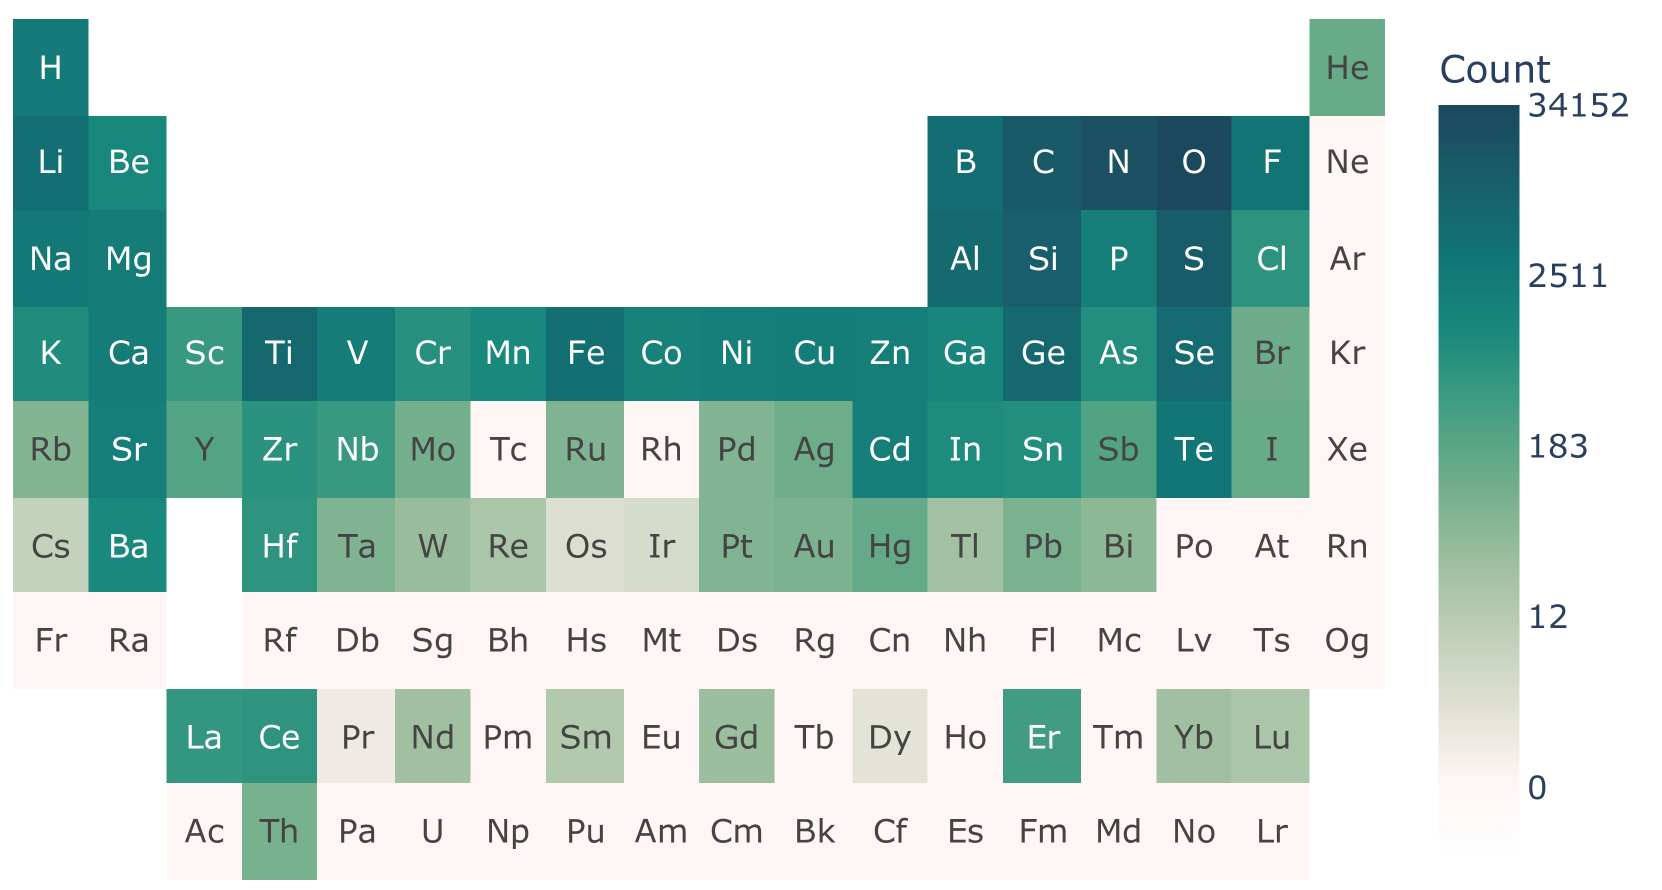 H He
Li Be B C N O F Ne
Na Mg Al Si P S Cl Ar
K Ca Sc Ti V Cr Mn Fe Co Ni Cu Zn Ga Ge As Se Br Kr
Rb Sr Y Zr Nb Mo Tc Ru Rh Pd Ag Cd In Sn Sb Te I Xe
Cs Ba Hf Ta W Re Os Ir Pt Au Hg Tl Pb Bi Po At Rn
Fr Ra Rf Db Sg Bh Hs Mt Ds Rg Cn Nh Fl Mc Lv Ts Og
La Ce Pr Nd Pm Sm Eu Gd Tb Dy Ho Er Tm Yb Lu
Ac Th Pa U Np Pu Am Cm Bk Cf Es Fm Md No Lr
Count
34152
2511
183
12
0